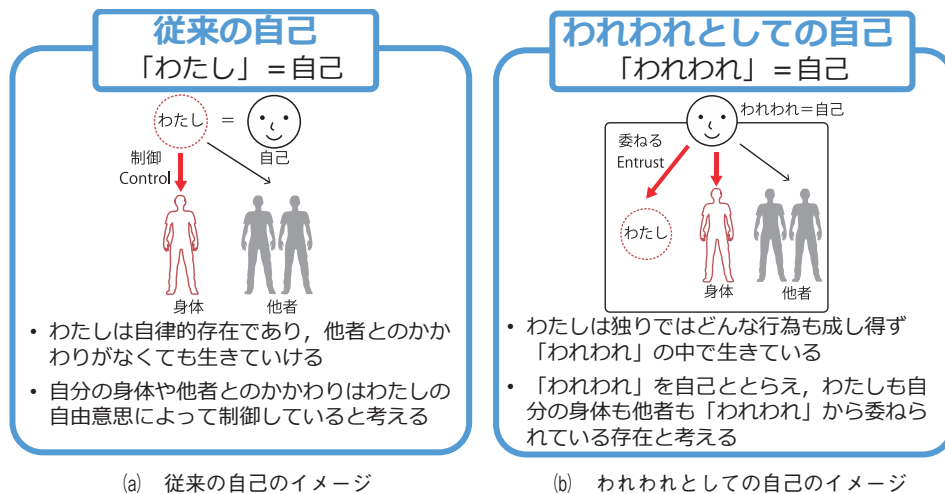 従来の自己
「わたし」＝自己
わたし
=
自己
制御
Control
身体
他者
• わたしは自律的存在であり，他者とのかか
わりがなくても生きていける
• 自分の身体や他者とのかかわりはわたしの
自由意思によって制御していると考える
(a) 従来の自己のイメージ
われわれとしての自己
「われわれ」＝自己
われわれ＝自己
委ねる
Entrust
わたし
身体
他者
• わたしは独りではどんな行為も成し得ず
「われわれ」の中で生きている
• 「われわれ」を自己ととらえ，わたしも自
分の身体も他者も「われわれ」から委ねら
れている存在と考える
(b) われわれとしての自己のイメージ